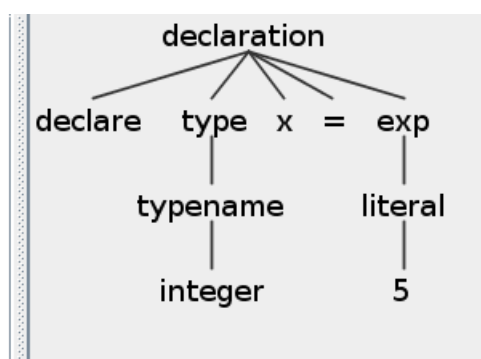 declaration
declare type x = exp
typename literal
integer 5